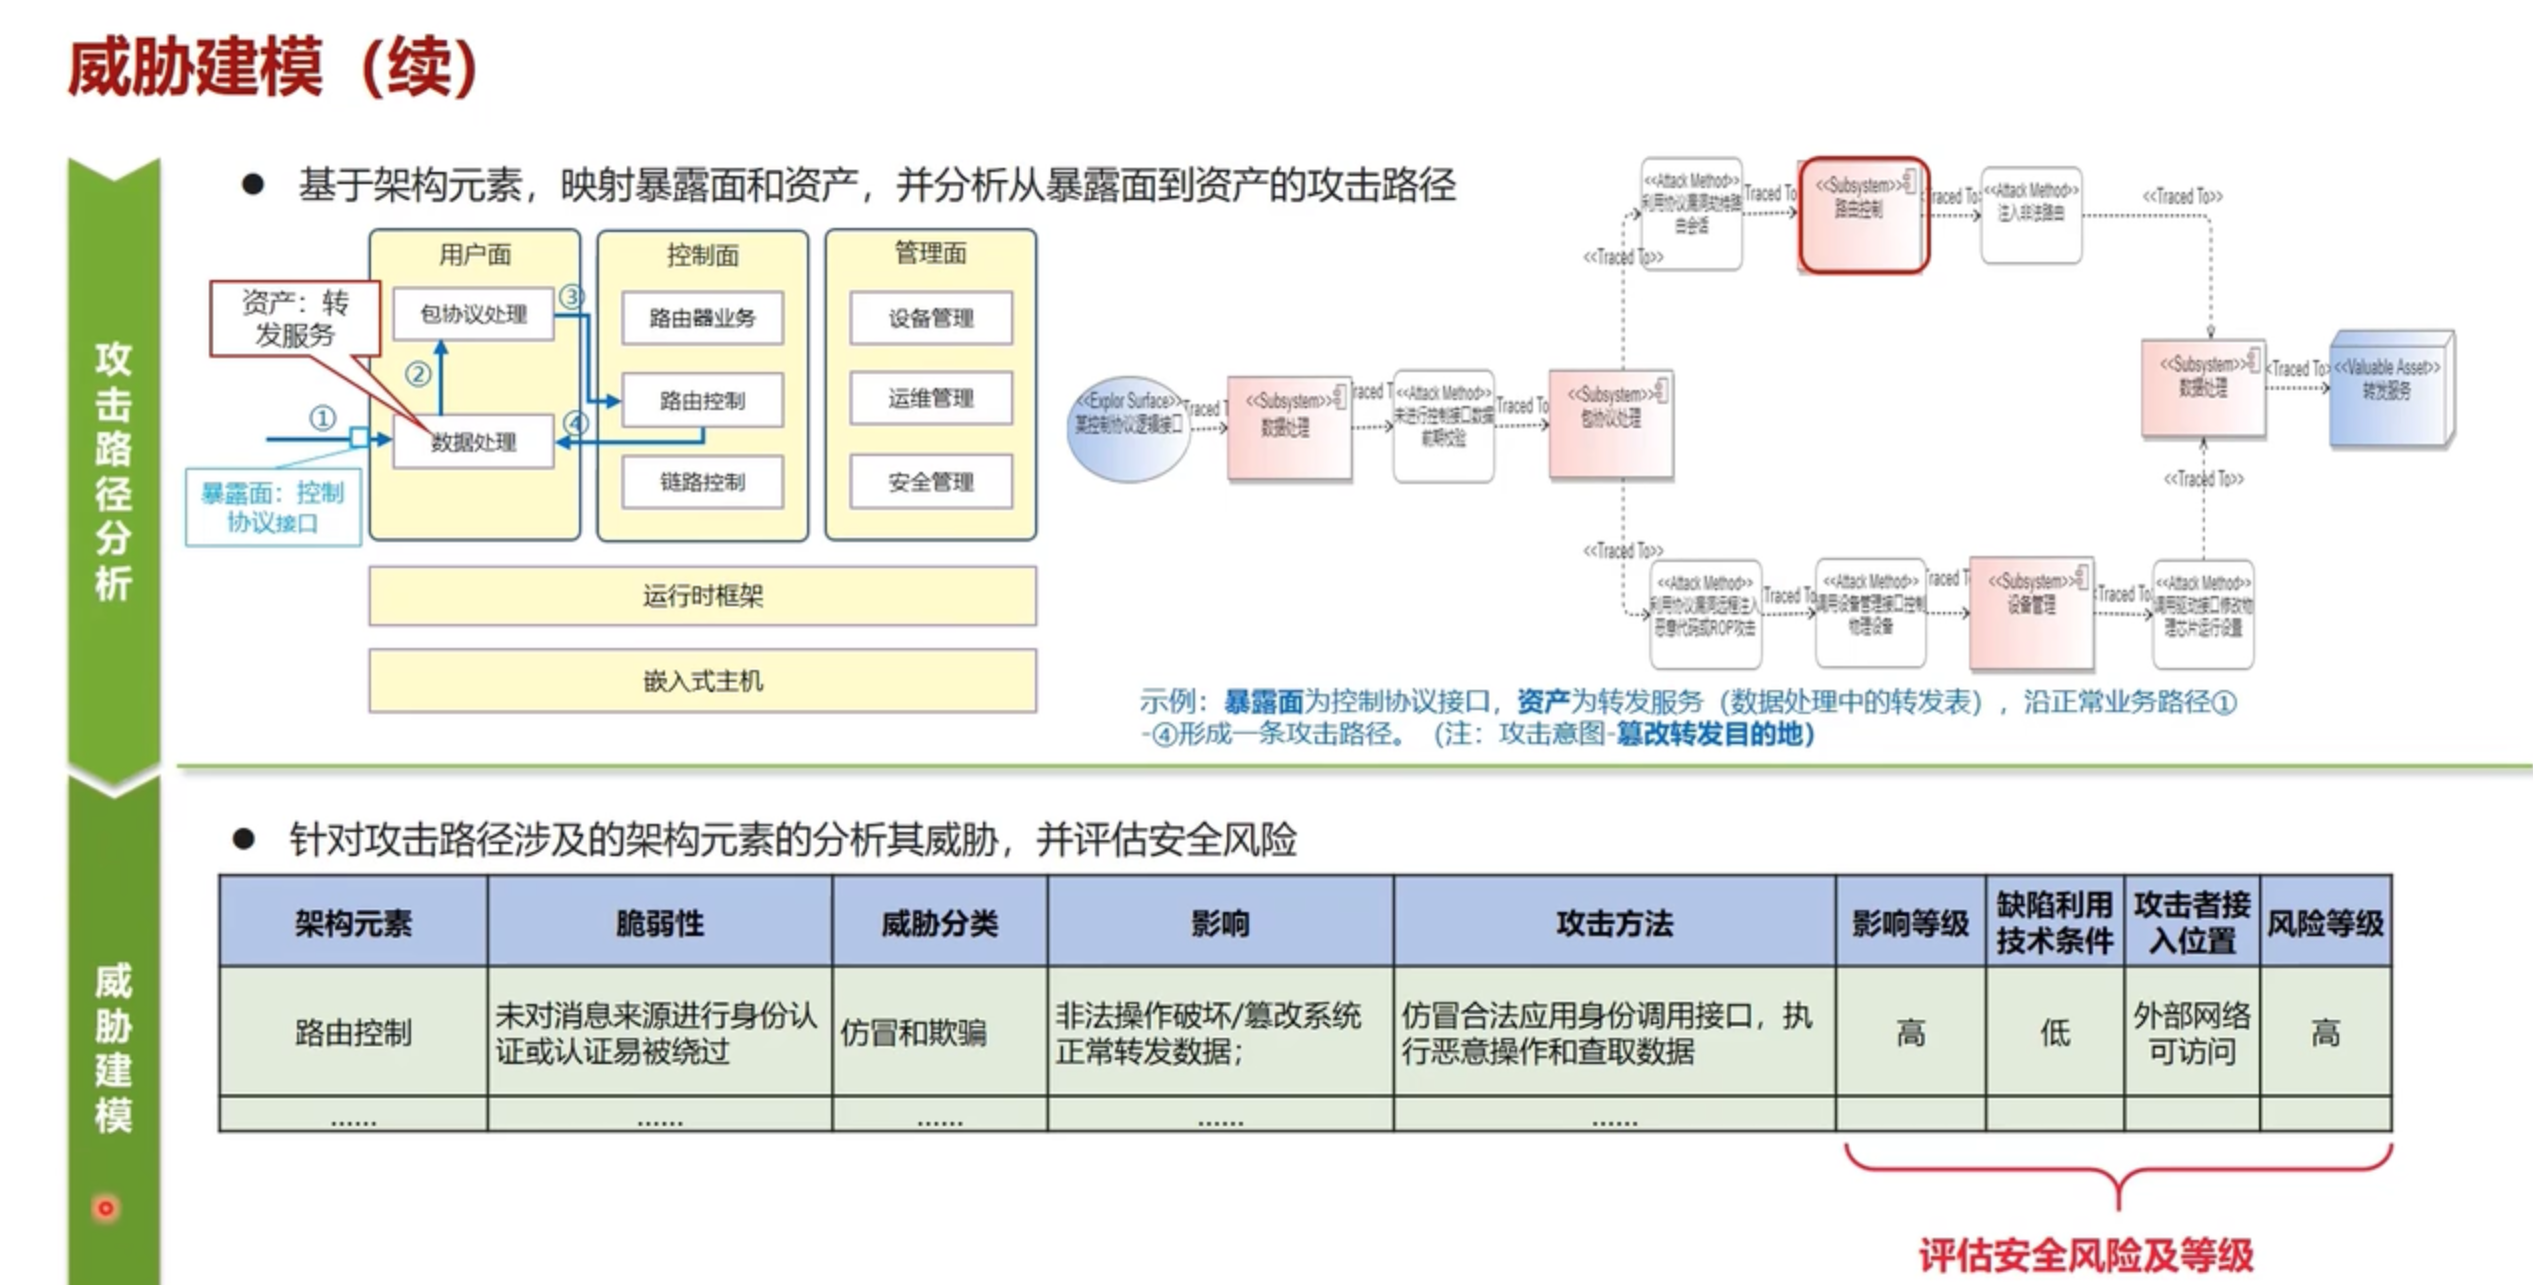 威胁建模（续）
攻击路径分析
● 基于架构元素，映射暴露面和资产，并分析从暴露面到资产的攻击路径
用户面
控制面
管理面
资产：转
发服务
包协议处理
③
路由器业务
设备管理
②
路由控制
运维管理
①
④
数据处理
暴露面：控制
协议接口
链路控制
安全管理
运行时框架
嵌入式主机
<<Explor Surface>>
某控制协议逻辑接口
Traced T
<<Subsystem>>
数据处理
raced T
<<Attack Method>>
未进行控制接口数据
前期校验
Traced To
<<Subsystem>>
包协议处理
<<Traced To>>
<<Attack Method>>
利用协议漏洞劫持路
由会话
Traced To
<<Subsystem>>
路由控制
Traced To
<<Attack Method>>
注入非法路由
<<Traced To>>
<<Subsystem>>
数据处理
<Traced To>
<<Valuable Asset>>
转发服务
<<Traced To>>
<<Traced To>>
<<Attack Method>>
利用协议漏洞远程注入
恶意代码或ROP攻击
Traced To
<<Attack Method>>
调用设备管理接口控制
物理设备
raced T
<<Subsystem>>
设备管理
<Traced To
<<Attack Method>>
调用驱动接口修改物
理芯片运行设置
示例：暴露面为控制协议接口，资产为转发服务（数据处理中的转发表），沿正常业务路径①
-④形成一条攻击路径。（注：攻击意图-篡改转发目的地）
威胁建模
● 针对攻击路径涉及的架构元素的分析其威胁，并评估安全风险
架构元素
脆弱性
威胁分类
影响
攻击方法
影响等级
缺陷利用
技术条件
攻击者接
入位置
风险等级
路由控制
未对消息来源进行身份认
证或认证易被绕过
仿冒和欺骗
非法操作破坏/篡改系统
正常转发数据；
仿冒合法应用身份调用接口，执
行恶意操作和查取数据
高
低
外部网络
可访问
高
......
......
......
......
......
评估安全风险及等级